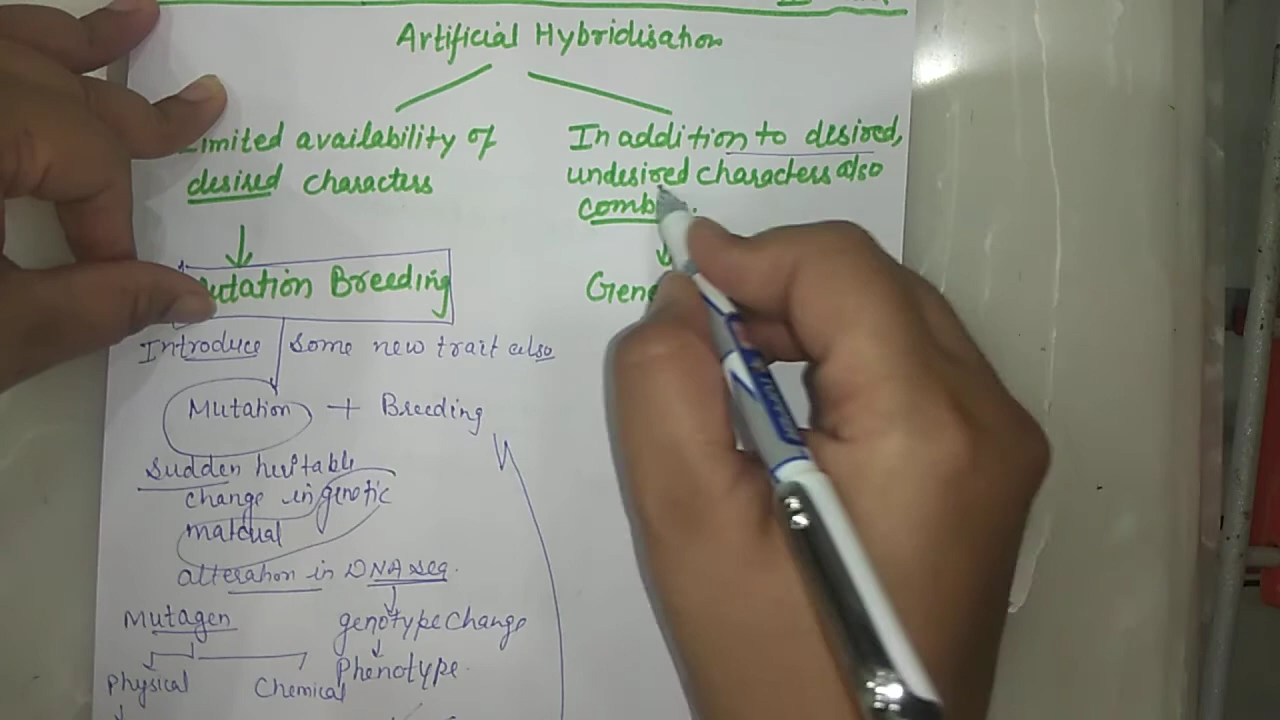 Artificial Hybridisation
Limited availability of
desired characters
Mutation Breeding
Introduce some new trait also
Mutation + Breeding
Sudden heritable
change in genetic
material
alteration in DNA seq.
Mutagen
Physical
Chemical
genotype Change
Phenotype.
In addition to desired,
undesired characters also